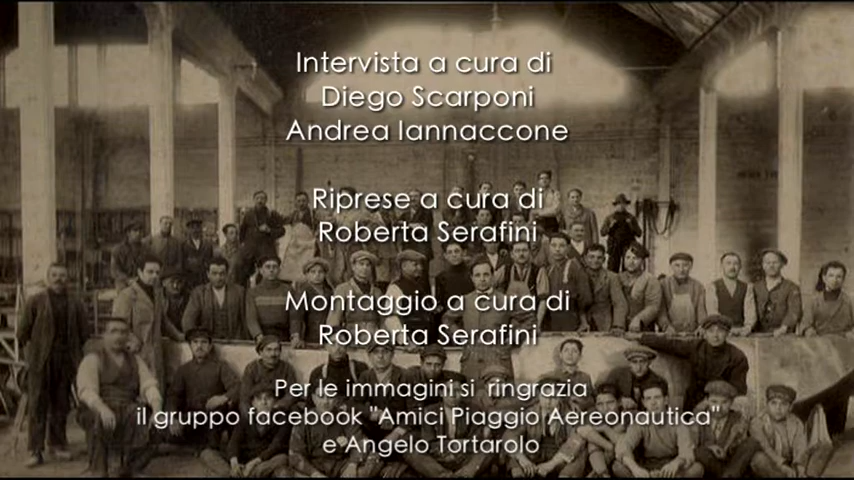 Intervista a cura di
Diego Scarponi
Andrea Iannaccone
Riprese a cura di
Roberta Serafini
Montaggio a cura di
Roberta Serafini
Per le immagini si ringrazia
il gruppo facebook "Amici Piaggio Aereonautica"
e Angelo Tortarolo